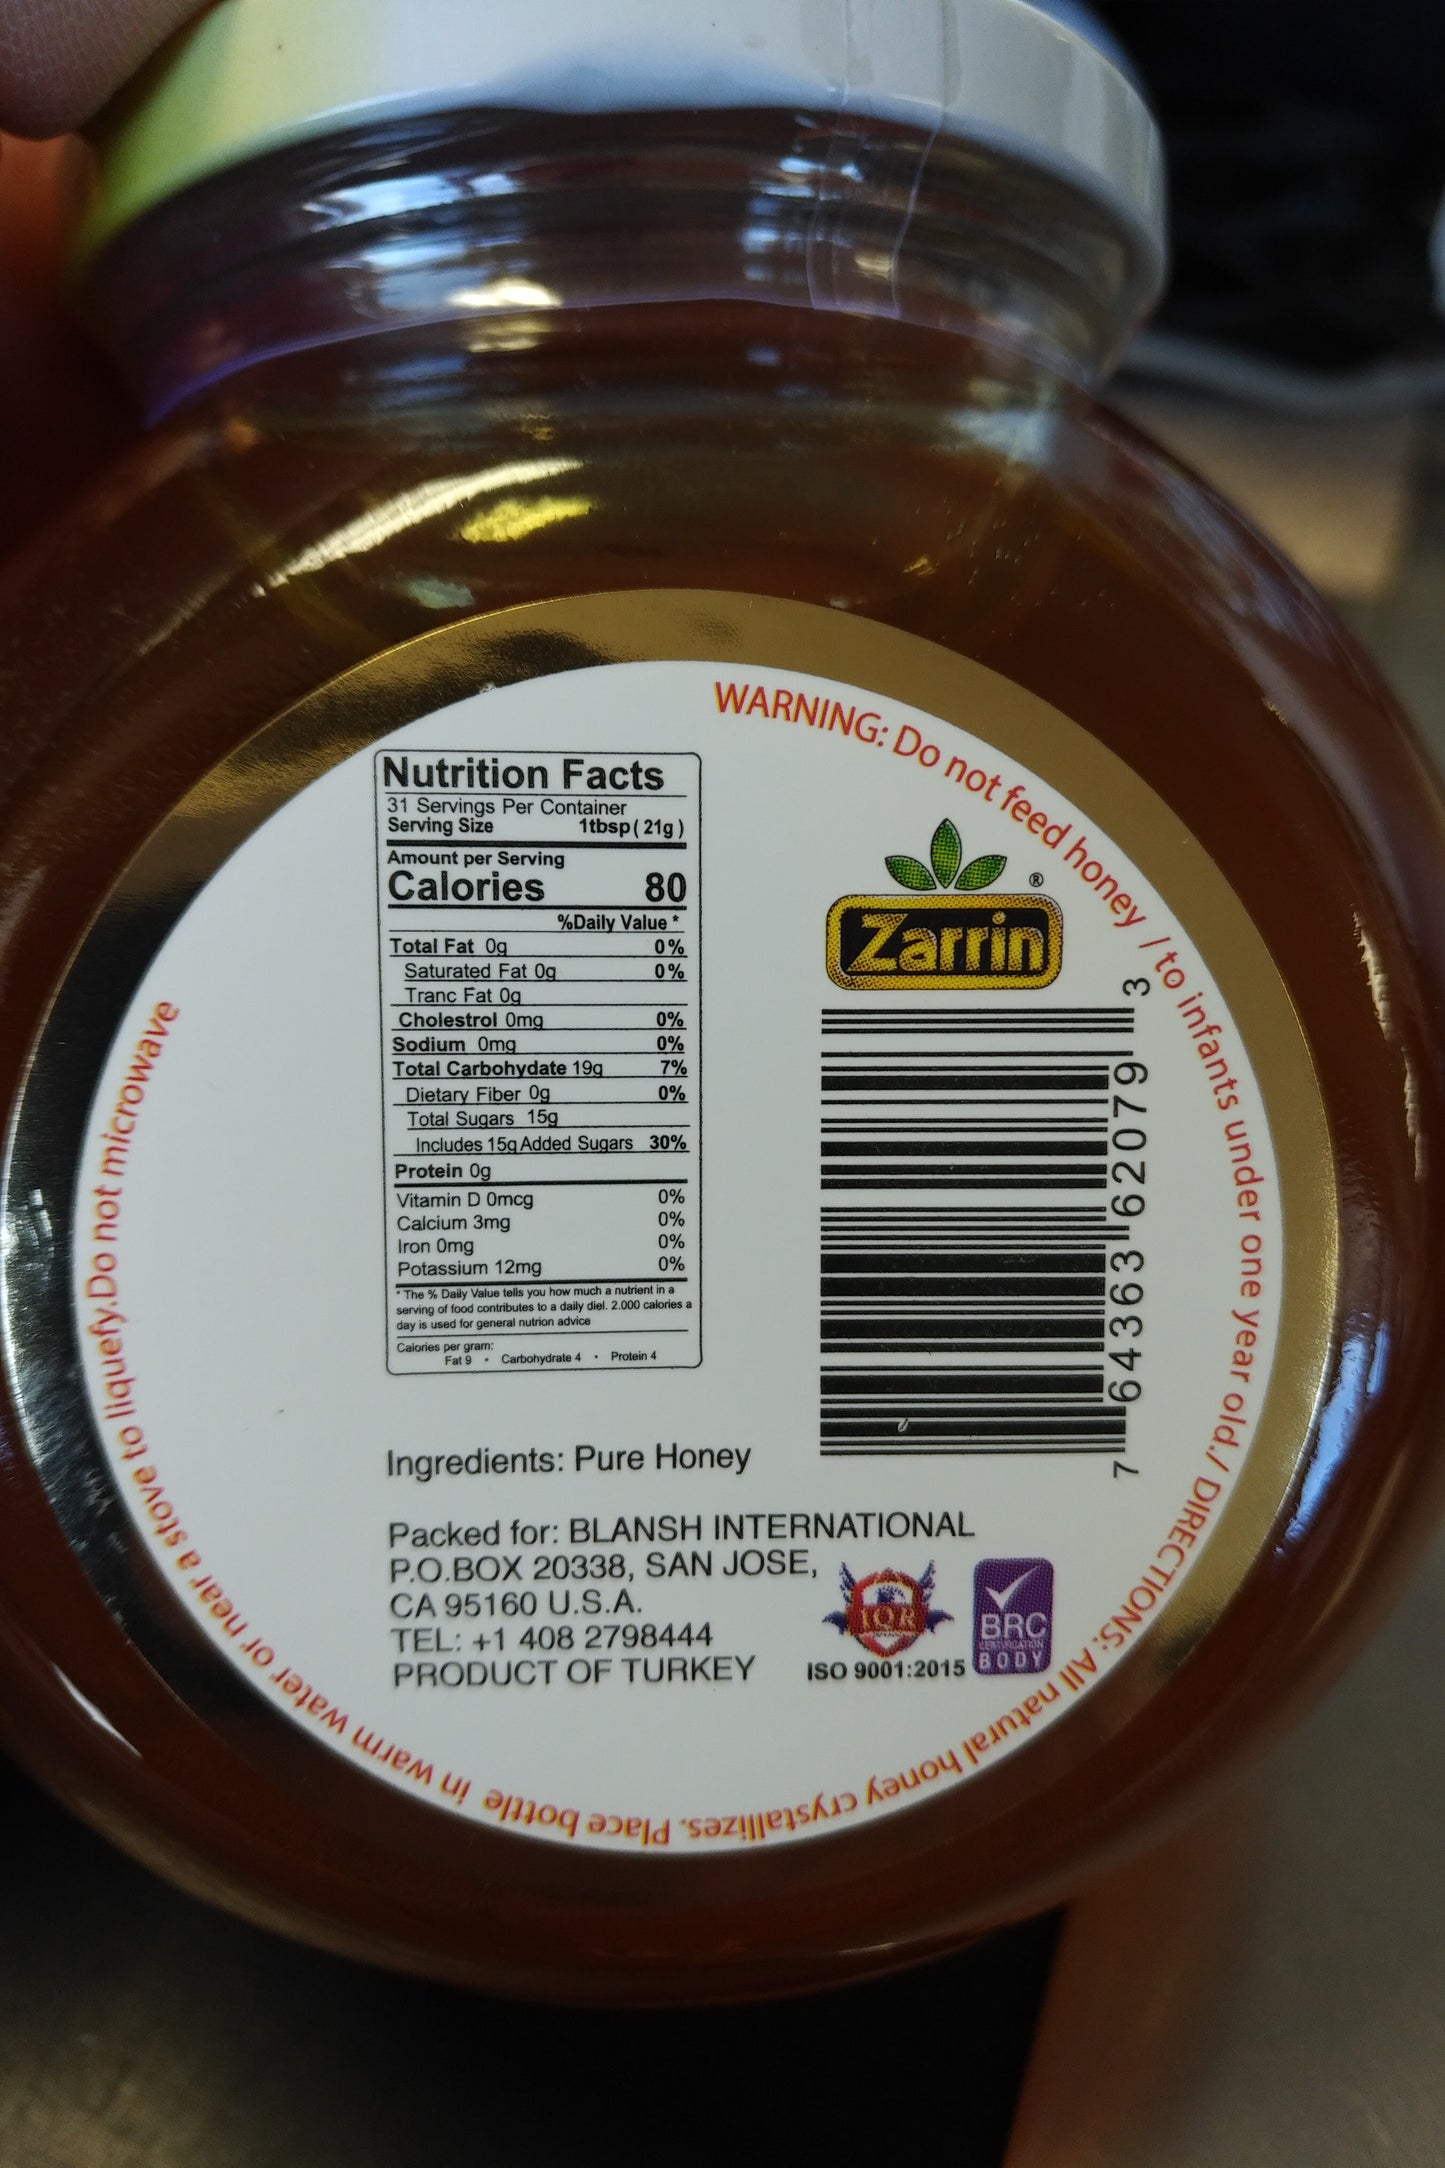 WARNING: Do not feed honey / to infants under one year old./ DIRECTIONS: All natural honey crystallizes. Place bottle in warm water or near a stove to liquefy.Do not microwave
Nutrition Facts
31 Servings Per Container
Serving Size 1tbsp( 21g )
Amount per Serving
Calories 80
%Daily Value *
Total Fat 0g 0%
Saturated Fat 0g 0%
Tranc Fat 0g
Cholestrol 0mg 0%
Sodium 0mg 0%
Total Carbohydate 19g 7%
Dietary Fiber 0g 0%
Total Sugars 15g
Includes 15g Added Sugars 30%
Protein 0g
Vitamin D 0mcg 0%
Calcium 3mg 0%
Iron 0mg 0%
Potassium 12mg 0%
* The % Daily Value tells you how much a nutrient in a
serving of food contributes to a daily diel. 2.000 calories a
day is used for general nutrion advice
Calories per gram:
Fat 9 • Carbohydrate 4 • Protein 4
Zarrin ®
7 64363 62079 3
Ingredients: Pure Honey
Packed for: BLANSH INTERNATIONAL
P.O.BOX 20338, SAN JOSE,
CA 95160 U.S.A.
TEL: +1 408 2798444
PRODUCT OF TURKEY
IQR
ISO 9001:2015
BRC
CERTIFICATION
BODY